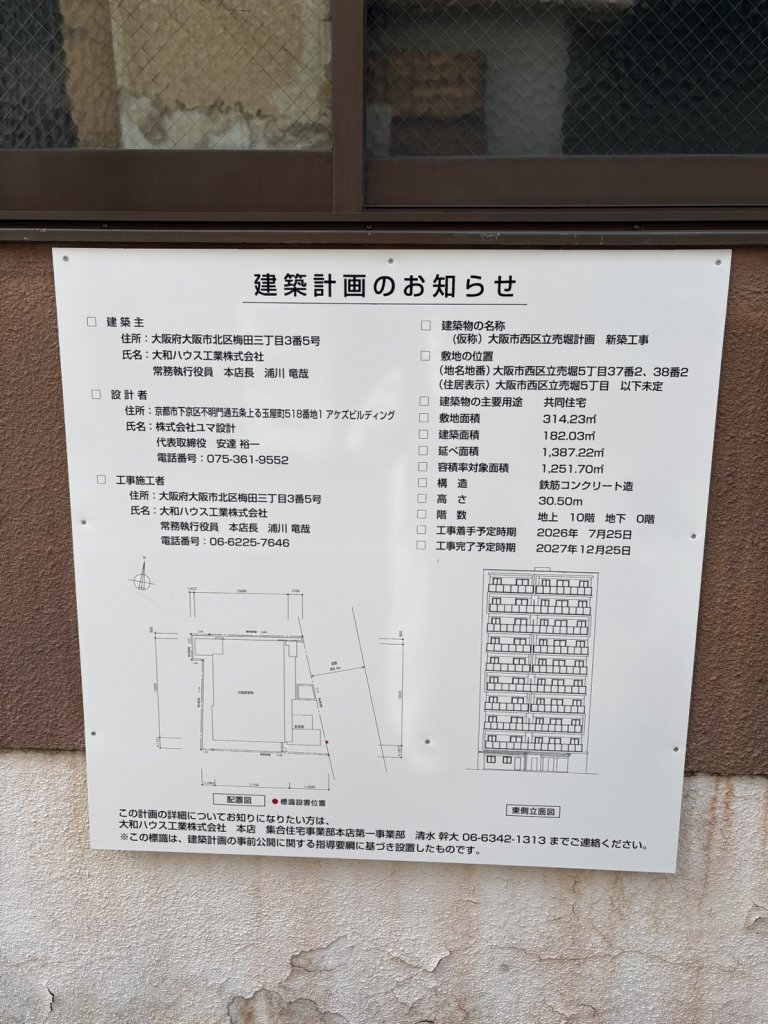 建築計画のお知らせ
□ 建築主
住所：大阪府大阪市北区梅田三丁目3番5号
氏名：大和ハウス工業株式会社
常務執行役員 本店長 浦川 竜哉
□ 設計者
住所：京都市下京区不明門通五条上る玉屋町518番地1 アケズビルディング
氏名：株式会社ユマ設計
代表取締役 安達 裕一
電話番号：075-361-9552
□ 工事施工者
住所：大阪府大阪市北区梅田三丁目3番5号
氏名：大和ハウス工業株式会社
常務執行役員 本店長 浦川 竜哉
電話番号：06-6225-7646
□ 建築物の名称
（仮称）大阪市西区立売堀計画 新築工事
□ 敷地の位置
（地名地番）大阪市西区立売堀5丁目37番2、38番2
（住居表示）大阪市西区立売堀5丁目 以下未定
□ 建築物の主要用途 共同住宅
□ 敷地面積 314.23㎡
□ 建築面積 182.03㎡
□ 延べ面積 1,387.22㎡
□ 容積率対象面積 1,251.70㎡
□ 構造 鉄筋コンクリート造
□ 高さ 30.50m
□ 階数 地上 10階 地下 0階
□ 工事着手予定時期 2026年 7月25日
□ 工事完了予定時期 2027年12月25日
配置図 ●標識設置位置
東側立面図
この計画の詳細についてお知りになりたい方は、
大和ハウス工業株式会社 本店 集合住宅事業部本店第一事業部 清水 幹大 06-6342-1313 までご連絡ください。
※この標識は、建築計画の事前公開に関する指導要綱に基づき設置したものです。